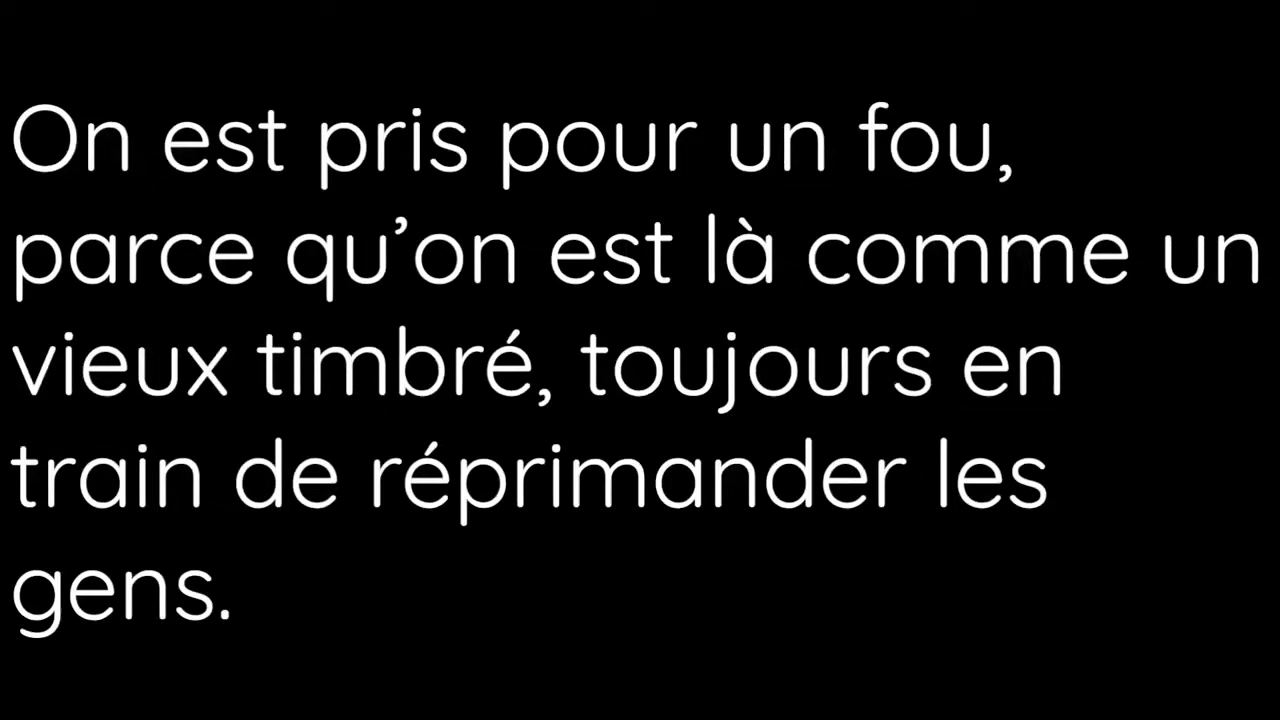 On est pris pour un fou,
parce qu’on est là comme un
vieux timbré, toujours en
train de réprimander les
gens.